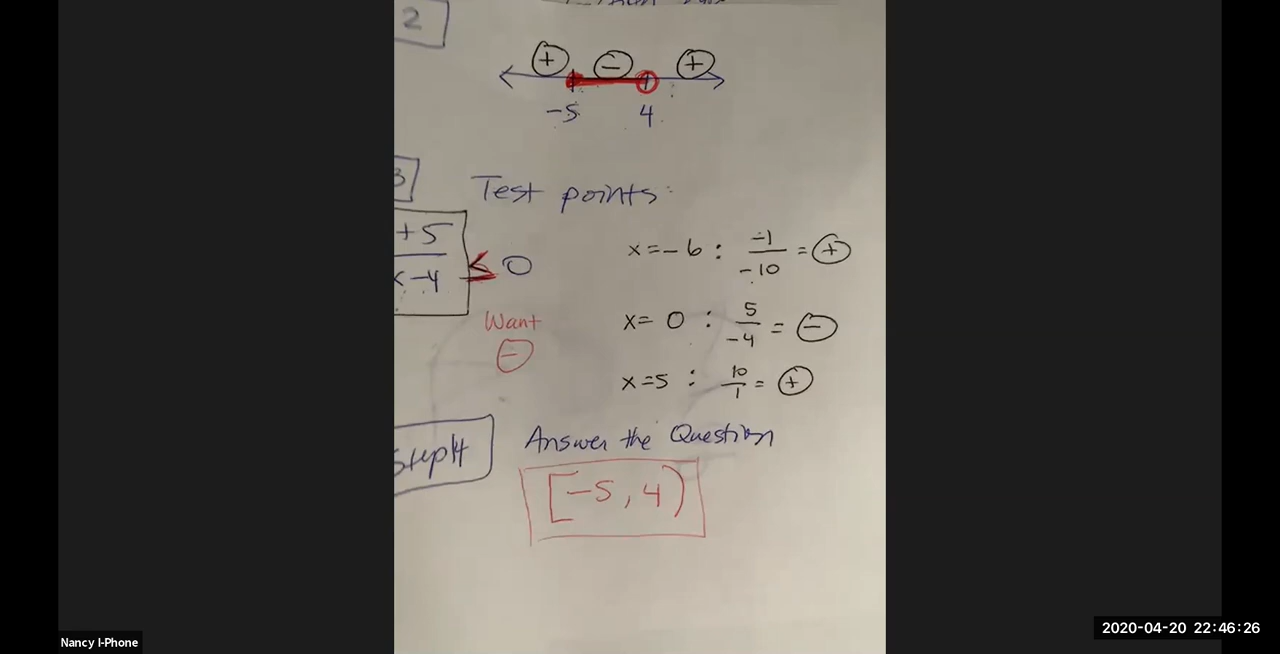 2
+ - +
-5 4
3
Test points:
+5
x=-6 : -1/-10 = +
≤ 0
-4
Want
x= 0 : 5/-4 = -
-
x=5 : 10/1 = +
Step 4
Answer the Question
[-5, 4)
Nancy I-Phone
2020-04-20 22:46:26